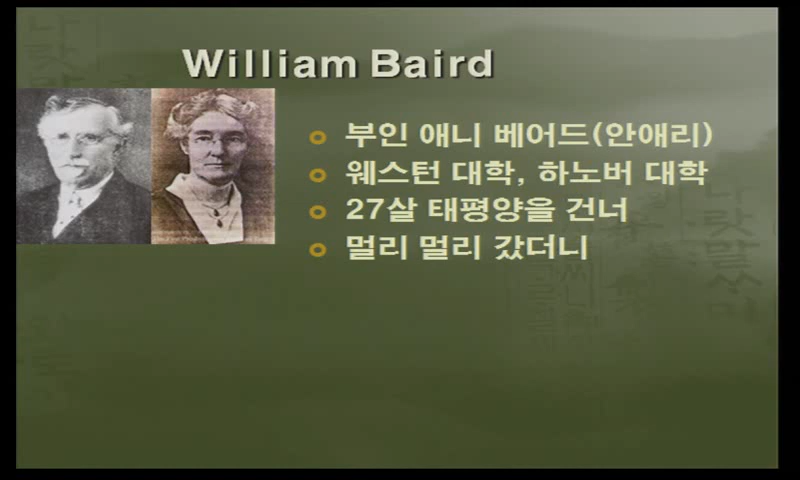 William Baird
부인 애니 베어드(안애리)
웨스턴 대학, 하노버 대학
27살 태평양을 건너
멀리 멀리 갔더니